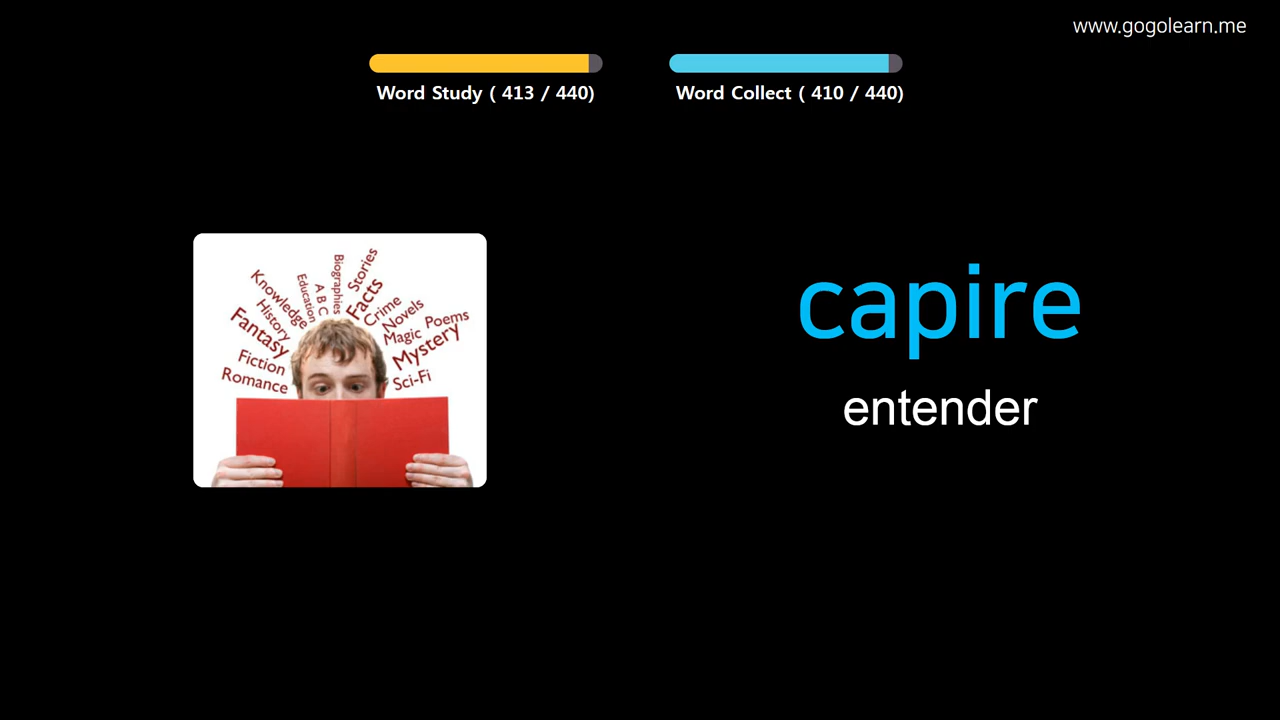 www.gogolearn.me
Word Study ( 413 / 440)
Word Collect ( 410 / 440)
Knowledge
History
Fantasy
Fiction
Romance
Education
A B C
Biographies
Stories
Facts
Crime
Novels
Magic
Poems
Mystery
Sci-Fi
capire
entender